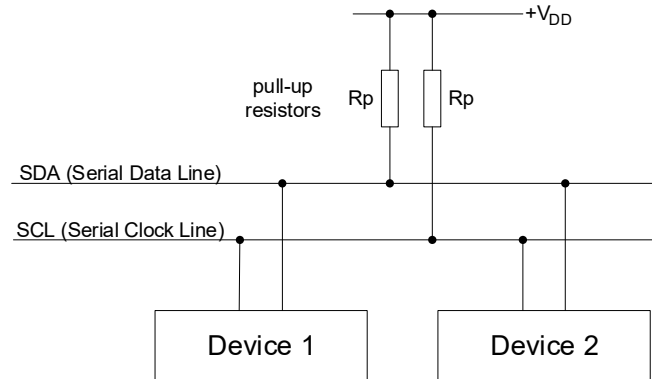 +VDD
pull-up
resistors
Rp
Rp
SDA (Serial Data Line)
SCL (Serial Clock Line)
Device 1
Device 2